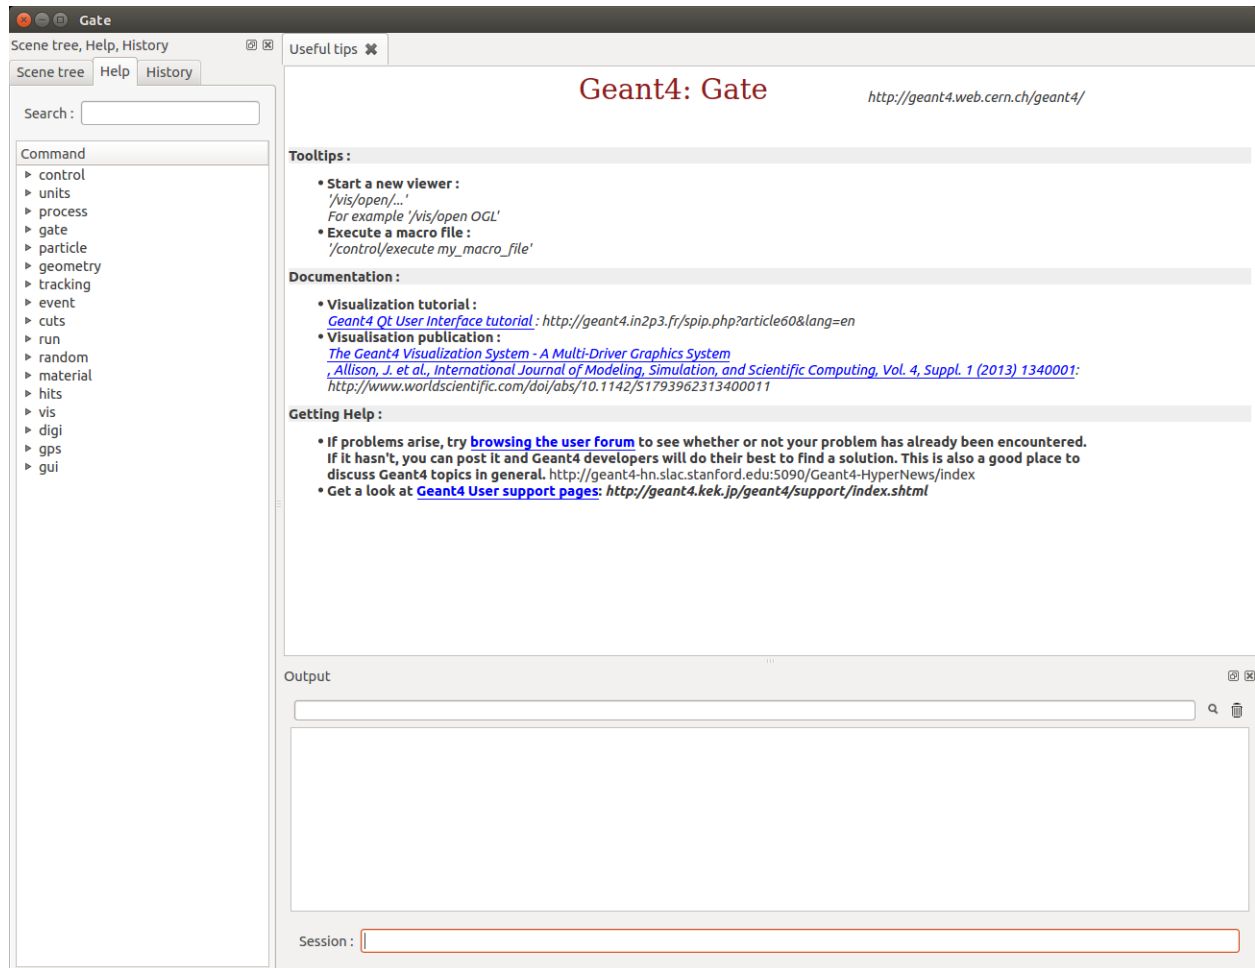 Gate
Scene tree, Help, History
Scene tree Help History
Search :
Command
control
units
process
gate
particle
geometry
tracking
event
cuts
run
random
material
hits
vis
digi
gps
gui
Useful tips
Geant4: Gate
http://geant4.web.cern.ch/geant4/
Tooltips :
• Start a new viewer :
'/vis/open/...'
For example '/vis/open OGL'
• Execute a macro file :
'/control/execute my_macro_file'
Documentation :
• Visualization tutorial :
Geant4 Qt User Interface tutorial : http://geant4.in2p3.fr/spip.php?article60&lang=en
• Visualisation publication :
The Geant4 Visualization System - A Multi-Driver Graphics System
, Allison, J. et al., International Journal of Modeling, Simulation, and Scientific Computing, Vol. 4, Suppl. 1 (2013) 1340001:
http://www.worldscientific.com/doi/abs/10.1142/S1793962313400011
Getting Help :
• If problems arise, try browsing the user forum to see whether or not your problem has already been encountered.
If it hasn't, you can post it and Geant4 developers will do their best to find a solution. This is also a good place to
discuss Geant4 topics in general. http://geant4-hn.slac.stanford.edu:5090/Geant4-HyperNews/index
• Get a look at Geant4 User support pages: http://geant4.kek.jp/geant4/support/index.shtml
Output
Session :